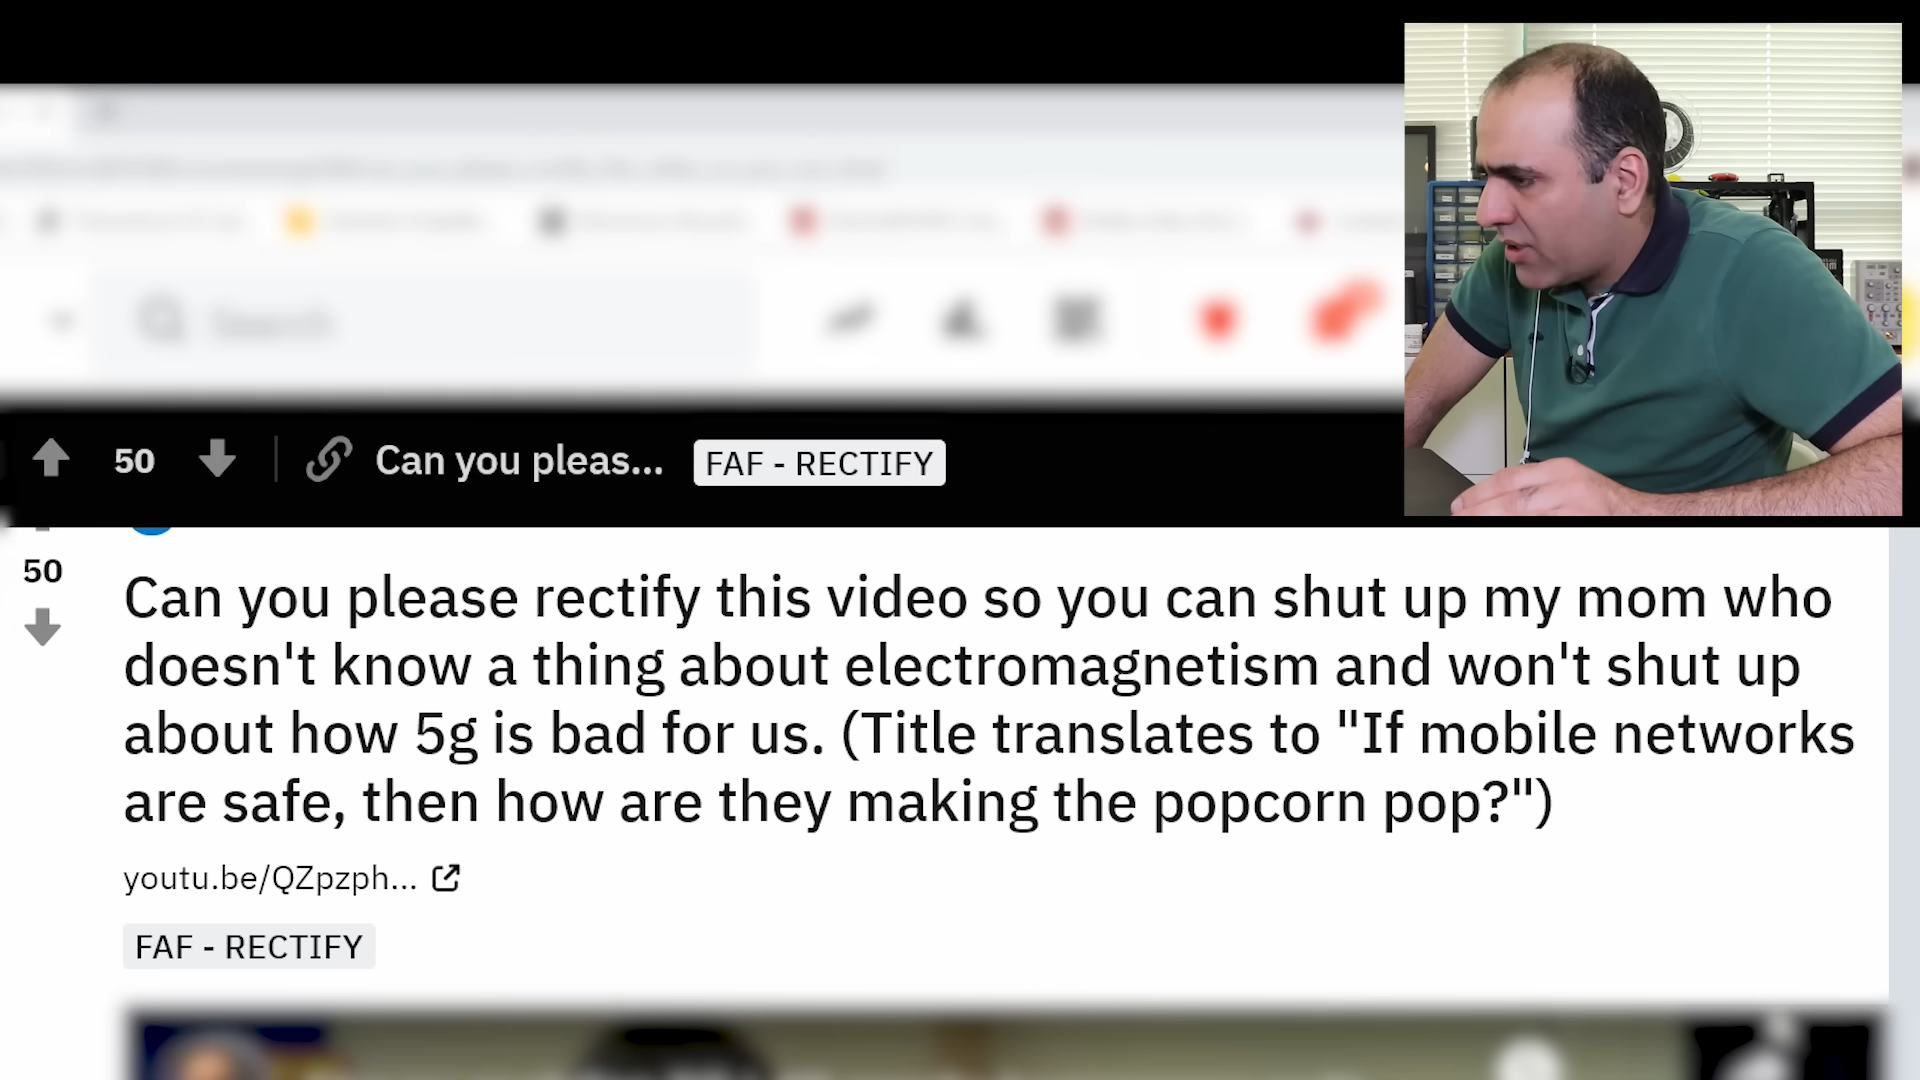 Search
50 Can you pleas... FAF - RECTIFY
50
Can you please rectify this video so you can shut up my mom who
doesn't know a thing about electromagnetism and won't shut up
about how 5g is bad for us. (Title translates to "If mobile networks
are safe, then how are they making the popcorn pop?")
youtu.be/QZpzph...
FAF - RECTIFY